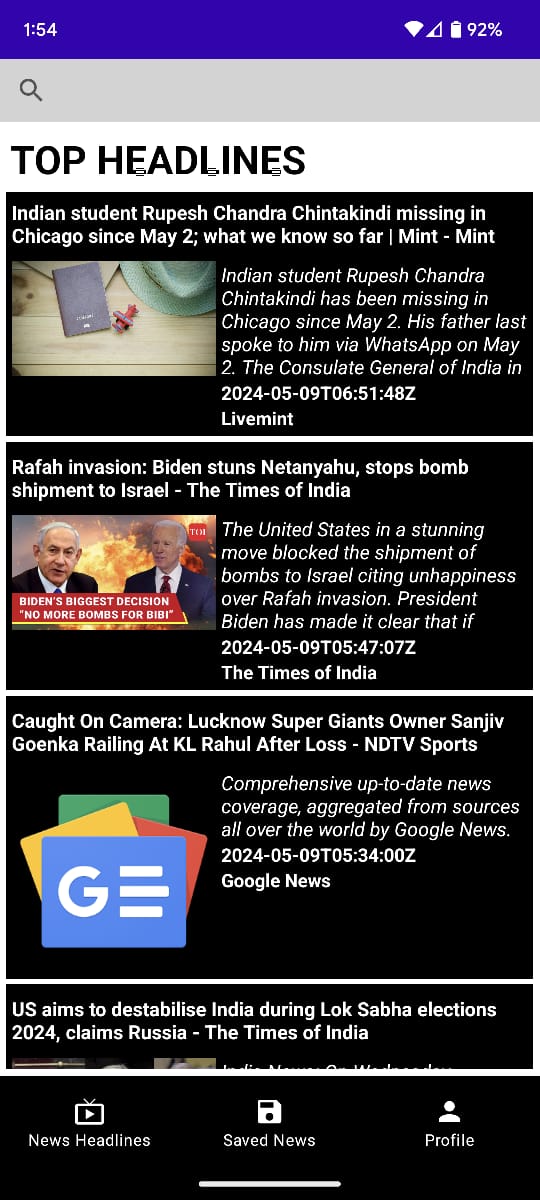 1:54
92%
TOP HEADLINES
Indian student Rupesh Chandra Chintakindi missing in
Chicago since May 2; what we know so far | Mint - Mint
Indian student Rupesh Chandra
Chintakindi has been missing in
Chicago since May 2. His father last
spoke to him via WhatsApp on May
2. The Consulate General of India in
2024-05-09T06:51:48Z
Livemint
Rafah invasion: Biden stuns Netanyahu, stops bomb
shipment to Israel - The Times of India
TOI
BIDEN'S BIGGEST DECISION
"NO MORE BOMBS FOR BIBI"
The United States in a stunning
move blocked the shipment of
bombs to Israel citing unhappiness
over Rafah invasion. President
Biden has made it clear that if
2024-05-09T05:47:07Z
The Times of India
Caught On Camera: Lucknow Super Giants Owner Sanjiv
Goenka Railing At KL Rahul After Loss - NDTV Sports
G
Comprehensive up-to-date news
coverage, aggregated from sources
all over the world by Google News.
2024-05-09T05:34:00Z
Google News
US aims to destabilise India during Lok Sabha elections
2024, claims Russia - The Times of India
India News: On Wednesday
News Headlines
Saved News
Profile